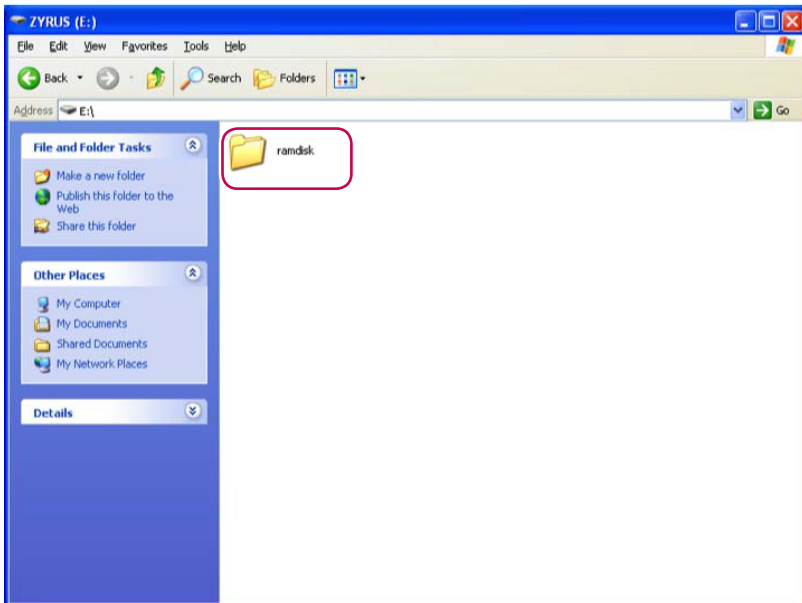 ZYRUS (E:)
File Edit View Favorites Tools Help
Back Search Folders
Address E:\ Go
File and Folder Tasks
Make a new folder
Publish this folder to the
Web
Share this folder
Other Places
My Computer
My Documents
Shared Documents
My Network Places
Details
ramdisk